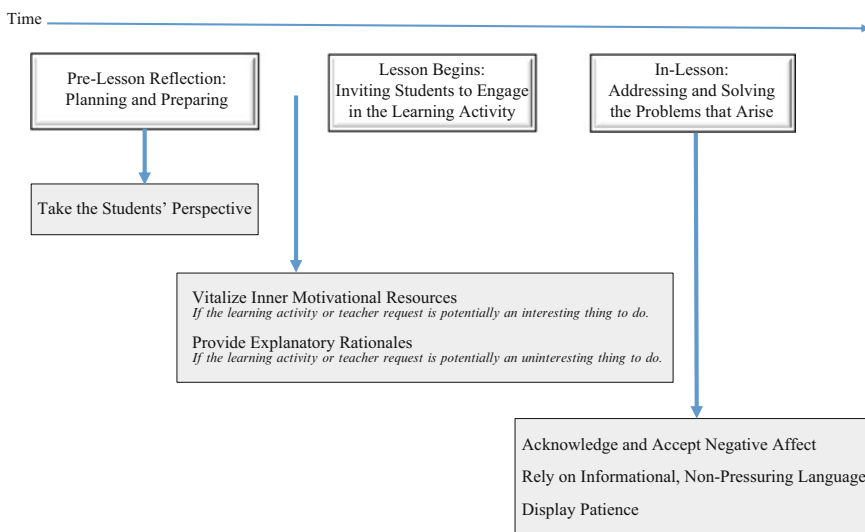 Time
Pre-Lesson Reflection:
Planning and Preparing
Lesson Begins:
Inviting Students to Engage
in the Learning Activity
In-Lesson:
Addressing and Solving
the Problems that Arise
Take the Students’ Perspective
Vitalize Inner Motivational Resources
If the learning activity or teacher request is potentially an interesting thing to do.
Provide Explanatory Rationales
If the learning activity or teacher request is potentially an uninteresting thing to do.
Acknowledge and Accept Negative Affect
Rely on Informational, Non-Pressuring Language
Display Patience